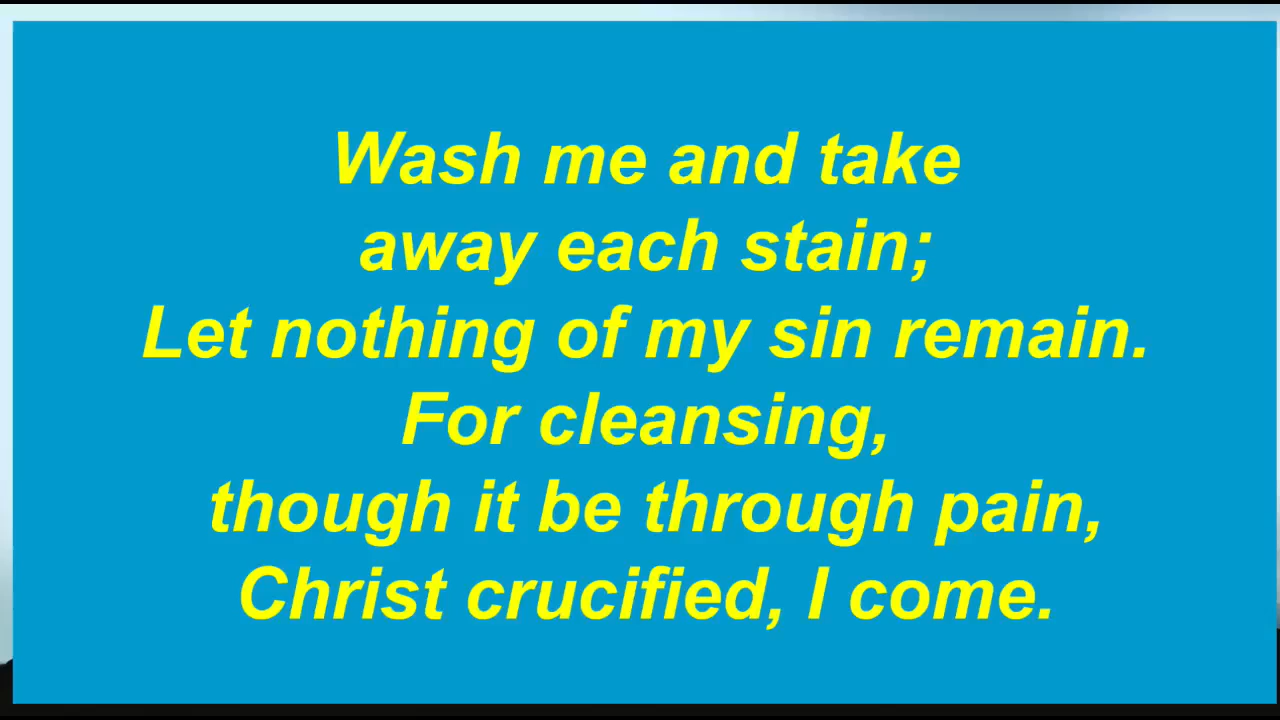 Wash me and take
away each stain;
Let nothing of my sin remain.
For cleansing,
though it be through pain,
Christ crucified, I come.